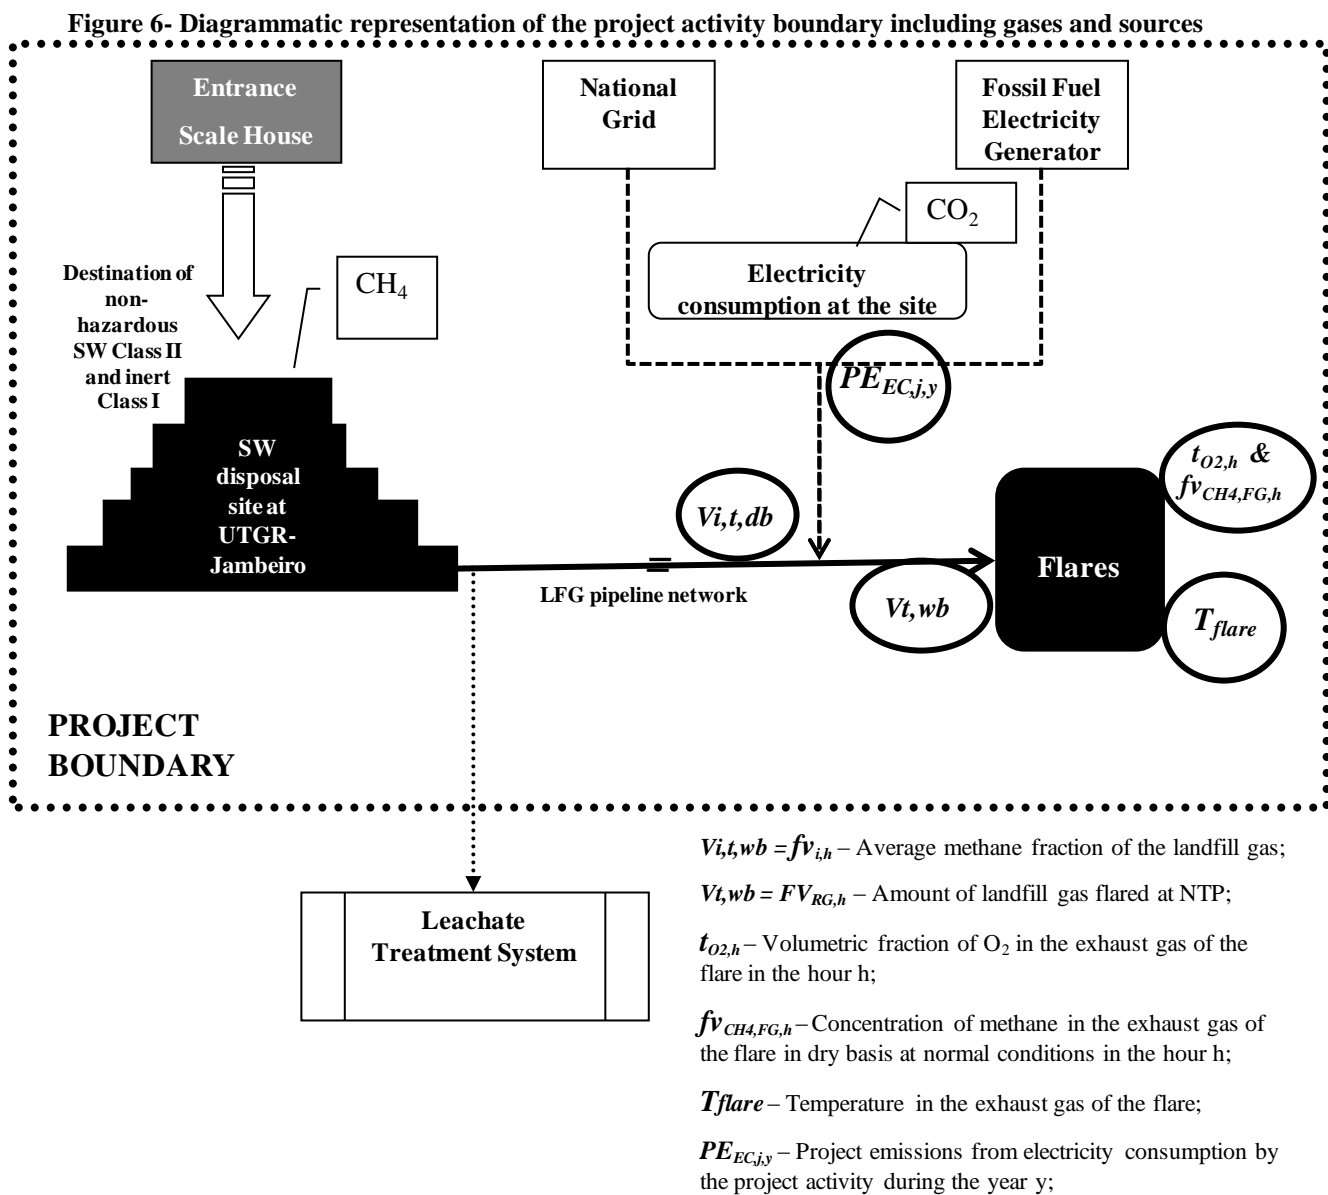 Figure 6- Diagrammatic representation of the project activity boundary including gases and sources
Entrance
Scale House
National
Grid
Fossil Fuel
Electricity
Generator
CO2
Electricity
consumption at the site
Destination of
non-
hazardous
SW Class II
and inert
Class I
CH4
PE EC,j,y
SW
disposal
site at
UTGR-
Jambeiro
Vi,t,db
tO2,h &
fvCH4,FG,h
Flares
LFG pipeline network
Vt,wb
Tflare
PROJECT
BOUNDARY
Leachate
Treatment System
Vi,t,wb = fvi,h – Average methane fraction of the landfill gas;
Vt,wb = FVRG,h – Amount of landfill gas flared at NTP;
tO2,h – Volumetric fraction of O2 in the exhaust gas of the
flare in the hour h;
fvCH4,FG,h – Concentration of methane in the exhaust gas of
the flare in dry basis at normal conditions in the hour h;
Tflare – Temperature in the exhaust gas of the flare;
PEEC,j,y – Project emissions from electricity consumption by
the project activity during the year y;